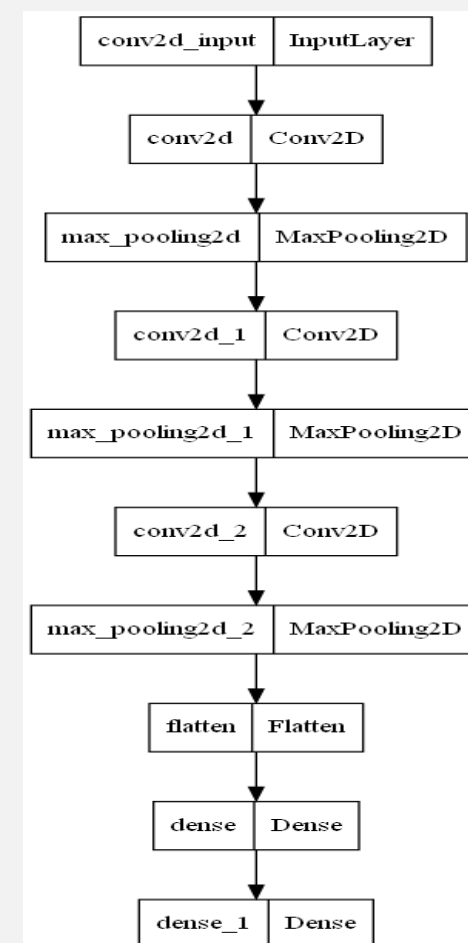 conv2d_input InputLayer
conv2d Conv2D
max_pooling2d MaxPooling2D
conv2d_1 Conv2D
max_pooling2d_1 MaxPooling2D
conv2d_2 Conv2D
max_pooling2d_2 MaxPooling2D
flatten Flatten
dense Dense
dense_1 Dense